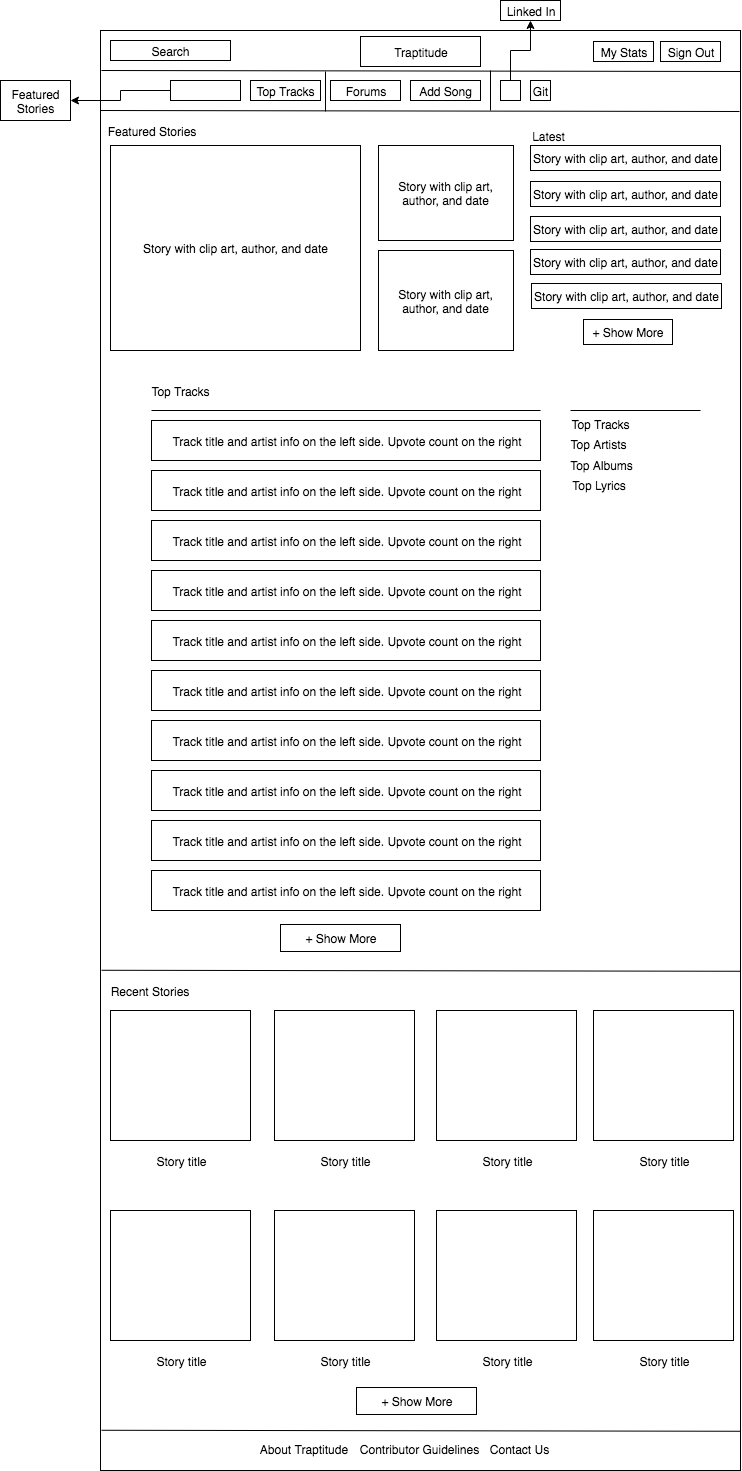 Linked In
Search
Traptitude
My Stats
Sign Out
Featured
Stories
Top Tracks
Forums
Add Song
Git
Featured Stories
Latest
Story with clip art, author, and date
Story with clip art,
author, and date
Story with clip art,
author, and date
Story with clip art, author, and date
Story with clip art, author, and date
Story with clip art, author, and date
Story with clip art, author, and date
Story with clip art, author, and date
+ Show More
Top Tracks
Track title and artist info on the left side. Upvote count on the right
Track title and artist info on the left side. Upvote count on the right
Track title and artist info on the left side. Upvote count on the right
Track title and artist info on the left side. Upvote count on the right
Track title and artist info on the left side. Upvote count on the right
Track title and artist info on the left side. Upvote count on the right
Track title and artist info on the left side. Upvote count on the right
Track title and artist info on the left side. Upvote count on the right
Track title and artist info on the left side. Upvote count on the right
Track title and artist info on the left side. Upvote count on the right
+ Show More
Top Tracks
Top Artists
Top Albums
Top Lyrics
Recent Stories
Story title
Story title
Story title
Story title
Story title
Story title
Story title
Story title
+ Show More
About Traptitude
Contributor Guidelines
Contact Us